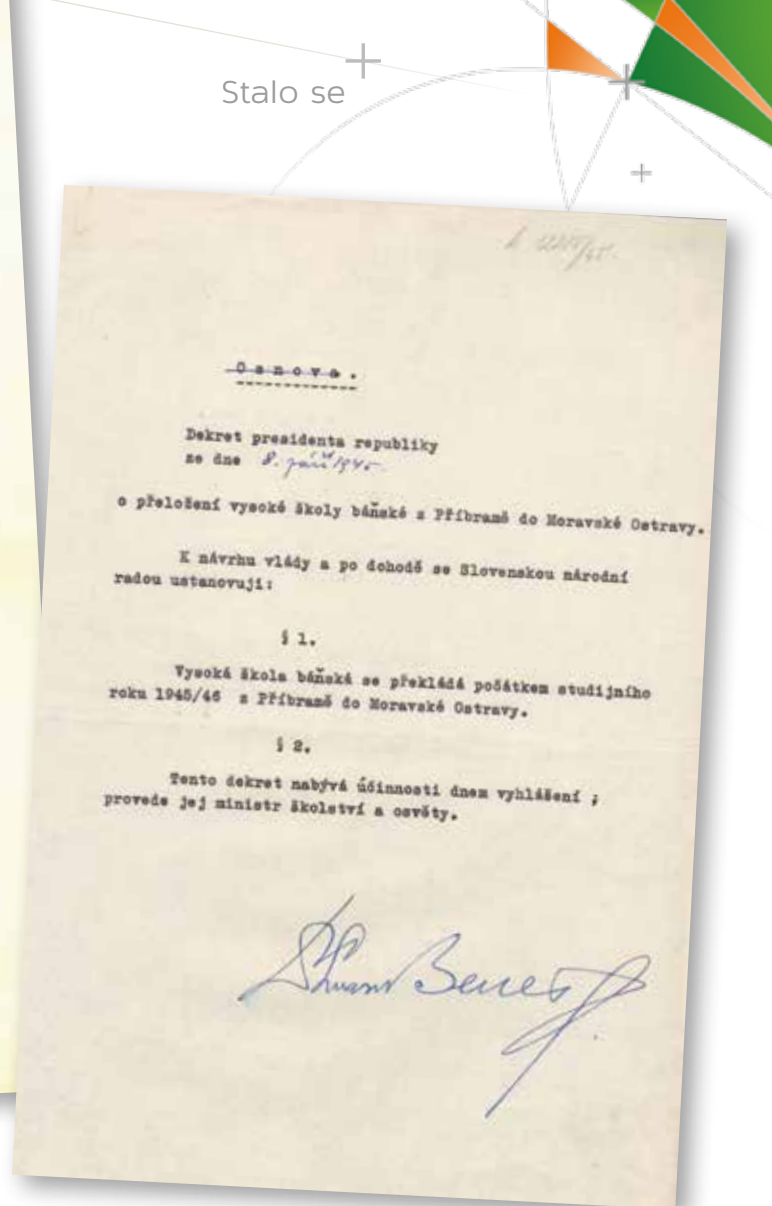 Stalo se
Osnova.
Dekret presidenta republiky
ze dne 8. září 1945
o přeložení vysoké školy báňské z Příbramě do Moravské Ostravy.
K návrhu vlády a po dohodě se Slovenskou národní
radou ustanovuji:
§ 1.
Vysoká škola báňská se překládá počátkem studijního
roku 1945/46 z Příbramě do Moravské Ostravy.
§ 2.
Tento dekret nabývá účinnosti dnem vyhlášení ;
provede jej ministr školství a osvěty.
Beneš